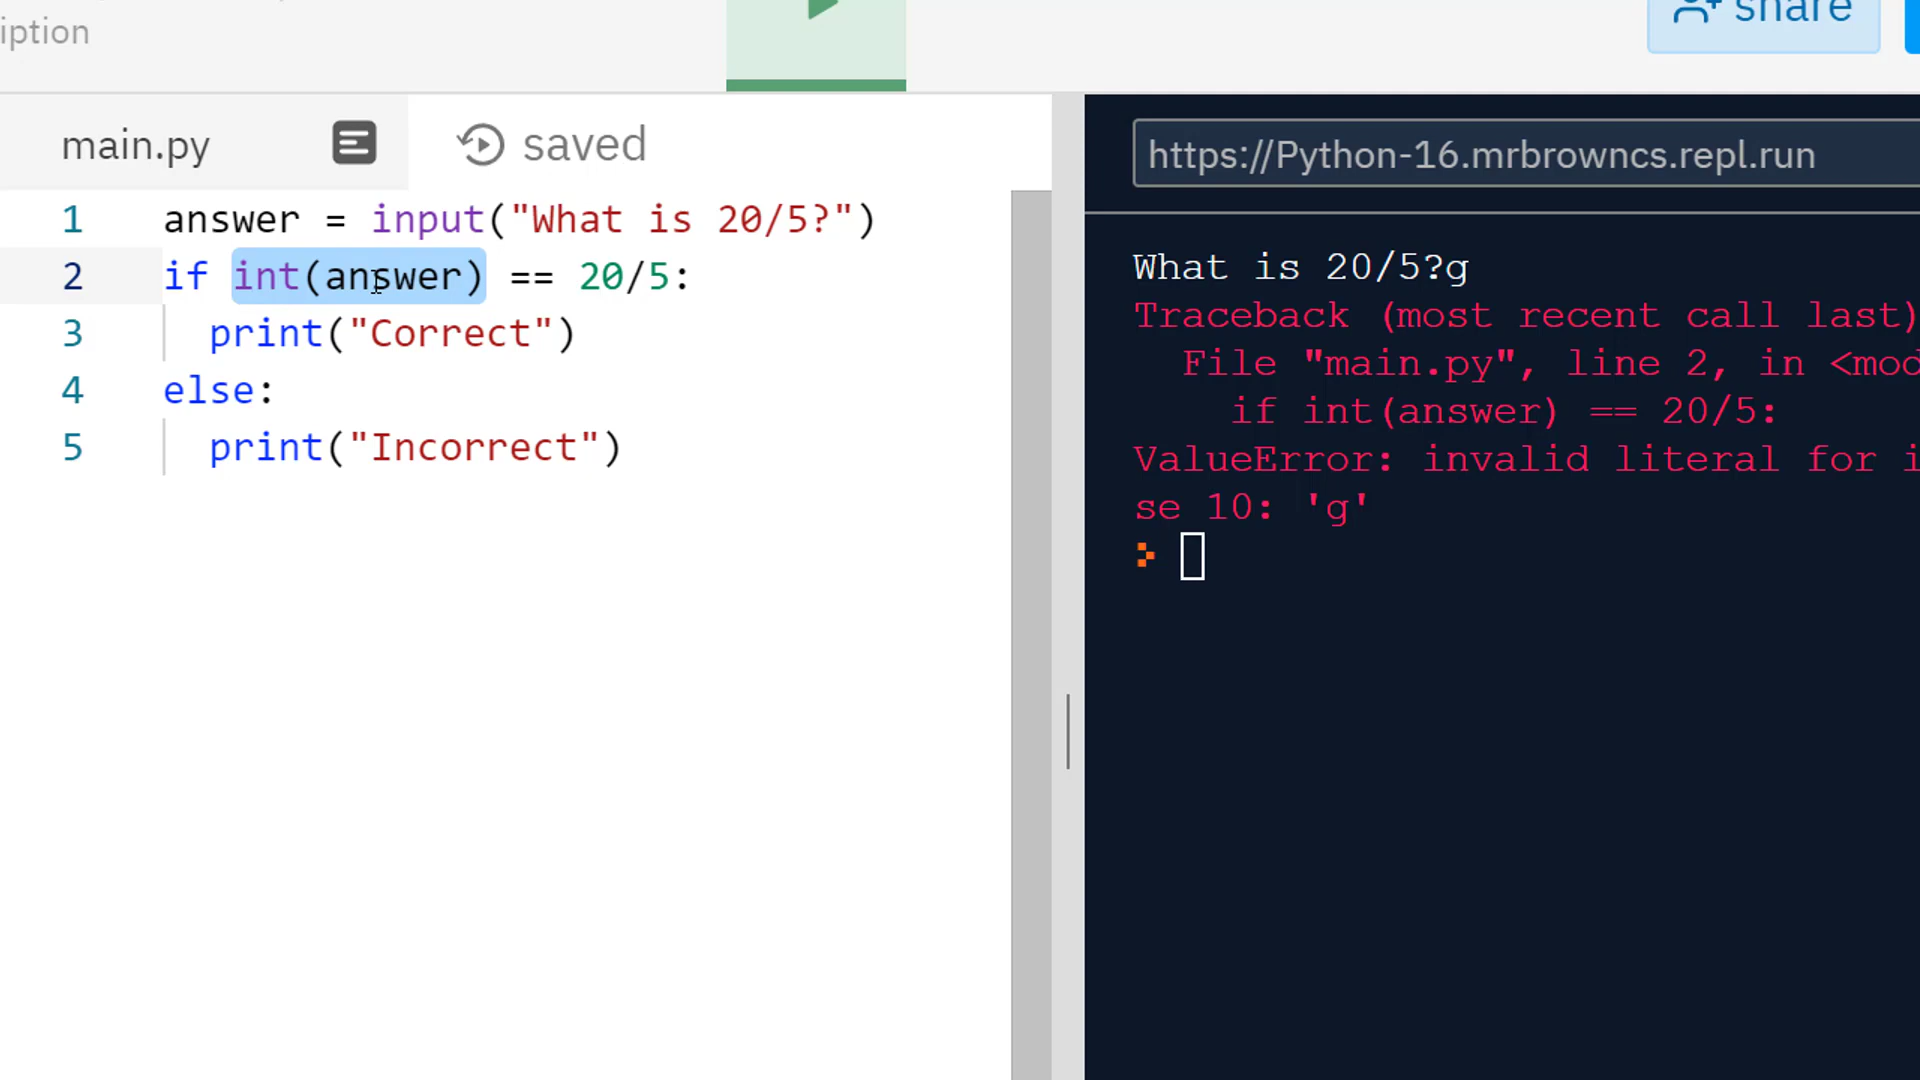 iption
share
main.py
saved
https://Python-16.mrbrowncs.repl.run
1 answer = input("What is 20/5?")
2 if int(answer) == 20/5:
3 print("Correct")
4 else:
5 print("Incorrect")
What is 20/5?g
Traceback (most recent call last)
File "main.py", line 2, in <mod
if int(answer) == 20/5:
ValueError: invalid literal for i
se 10: 'g'